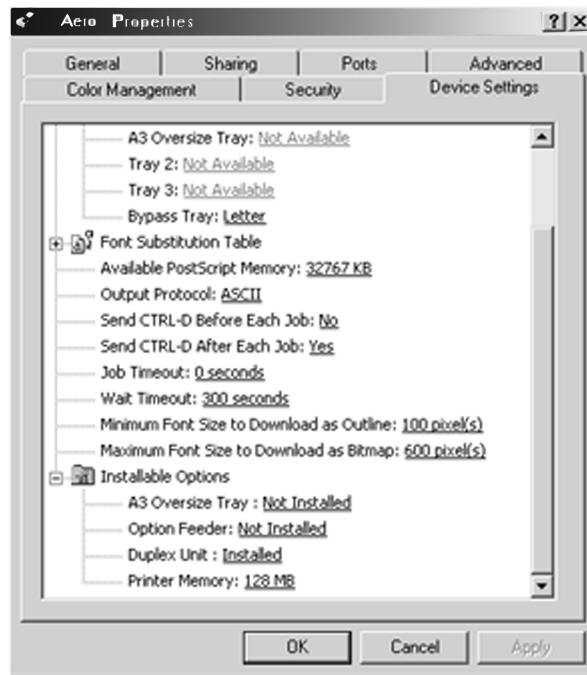 Aero Properties
General Sharing Ports Advanced
Color Management Security Device Settings
A3 Oversize Tray: Not Available
Tray 2: Not Available
Tray 3: Not Available
Bypass Tray: Letter
Font Substitution Table
Available PostScript Memory: 32767 KB
Output Protocol: ASCII
Send CTRL-D Before Each Job: No
Send CTRL-D After Each Job: Yes
Job Timeout: 0 seconds
Wait Timeout: 300 seconds
Minimum Font Size to Download as Outline: 100 pixel(s)
Maximum Font Size to Download as Bitmap: 600 pixel(s)
Installable Options
A3 Oversize Tray : Not Installed
Option Feeder: Not Installed
Duplex Unit : Installed
Printer Memory: 128 MB
OK Cancel Apply